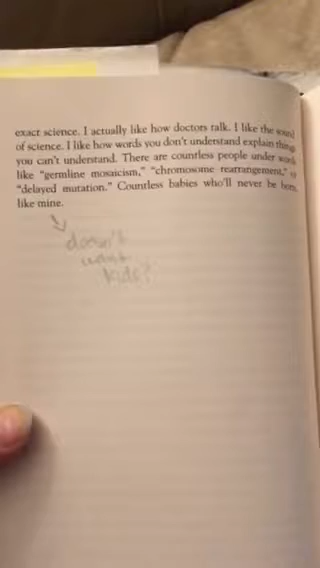 exact science. I actually like how doctors talk. I like the sound
of science. I like how words you don't understand explain things
you can't understand. There are countless people under words
like “germline mosaicism,” “chromosome rearrangement,” or
“delayed mutation.” Countless babies who'll never be born,
like mine.
doesn't
want
kids?